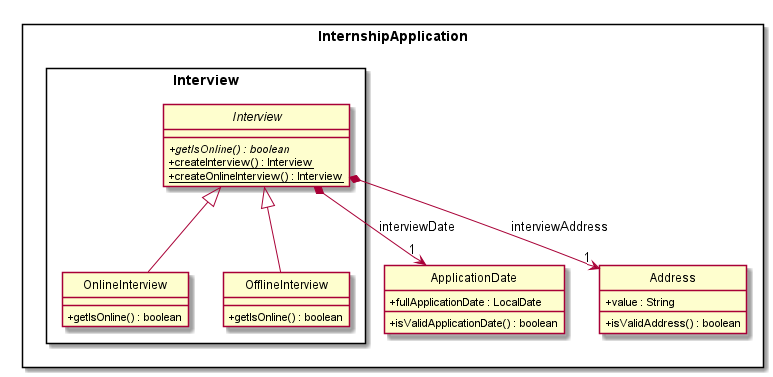 InternshipApplication
Interview
Interview
+getIsOnline() : boolean
+createInterview() : Interview
+createOnlineInterview() : Interview
interviewDate
interviewAddress
1
1
OnlineInterview
+getIsOnline() : boolean
OfflineInterview
+getIsOnline() : boolean
ApplicationDate
+fullApplicationDate : LocalDate
+isValidApplicationDate() : boolean
Address
+value : String
+isValidAddress() : boolean